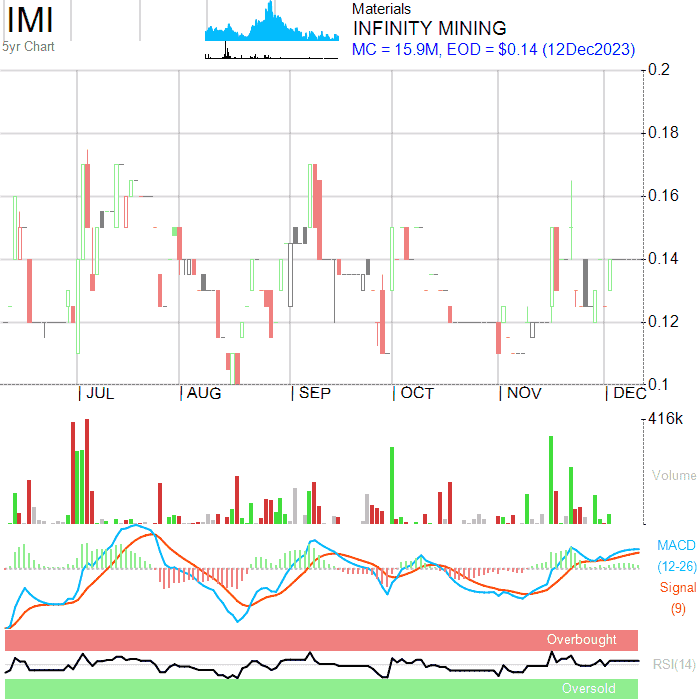 IMI
5yr Chart
Materials
INFINITY MINING
MC = 15.9M, EOD = $0.14 (12Dec2023)
0.2
0.18
0.16
0.14
0.12
0.1
JUL
AUG
SEP
OCT
NOV
DEC
416k
Volume
MACD
(12-26)
Signal
(9)
Overbought
RSI(14)
Oversold